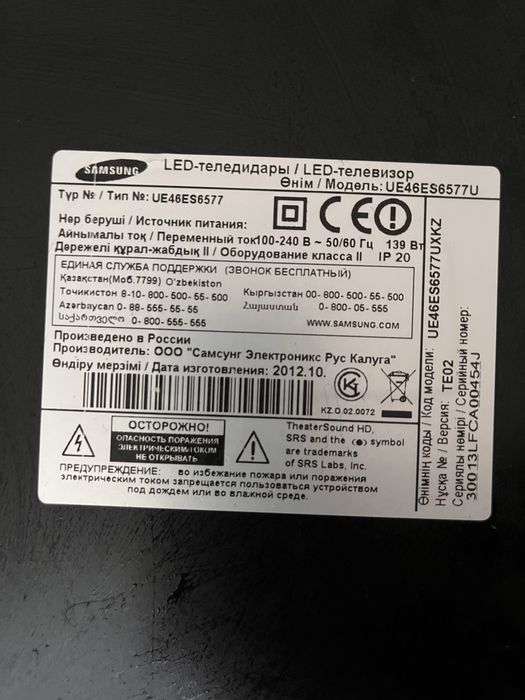 SAMSUNG
LED-теледидары / LED-телевизор
Өнім / Модель: UE46ES6577U
Түр № / Тип №: UE46ES6577
Нәр беруші / Источник питания:
Айнымалы ток / Переменный ток100-240 В ~ 50/60 Гц 139 Вт
Дәрежелі құрал-жабдық II / Оборудование класса II IP 20
ЕДИНАЯ СЛУЖБА ПОДДЕРЖКИ (ЗВОНОК БЕСПЛАТНЫЙ)
Қазақстан(Моб.7799) O'zbekiston
Тоҷикистон 8-10-800-500-55-500 Кыргызстан 00-800-500-55-500
Azərbaycan 0-88-555-55-55 Հայաստան 0-800-05-555
საქართველო 0-800-555-555 WWW.SAMSUNG.COM
Произведено в России
Производитель: ООО "Самсунг Электроникс Рус Калуга"
Өндіру мерзімі / Дата изготовления: 2012.10.
KZ.O.02.0072
ОСТОРОЖНО!
ОПАСНОСТЬ ПОРАЖЕНИЯ
ЭЛЕКТРИЧЕСКИМ ТОКОМ
НЕ ОТКРЫВАТЬ
TheaterSound HD,
SRS and the (●) symbol
are trademarks
of SRS Labs, Inc.
ПРЕДУПРЕЖДЕНИЕ: во избежание пожара или поражения
электрическим током запрещается пользоваться устройством
под дождем или во влажной среде.
Өнімнің коды / Код модели: UE46ES6577UXKZ
Нұсқа № / Версия: TE02
Сериялы нөмірі / Серийный номер:
30013LFCA00454J